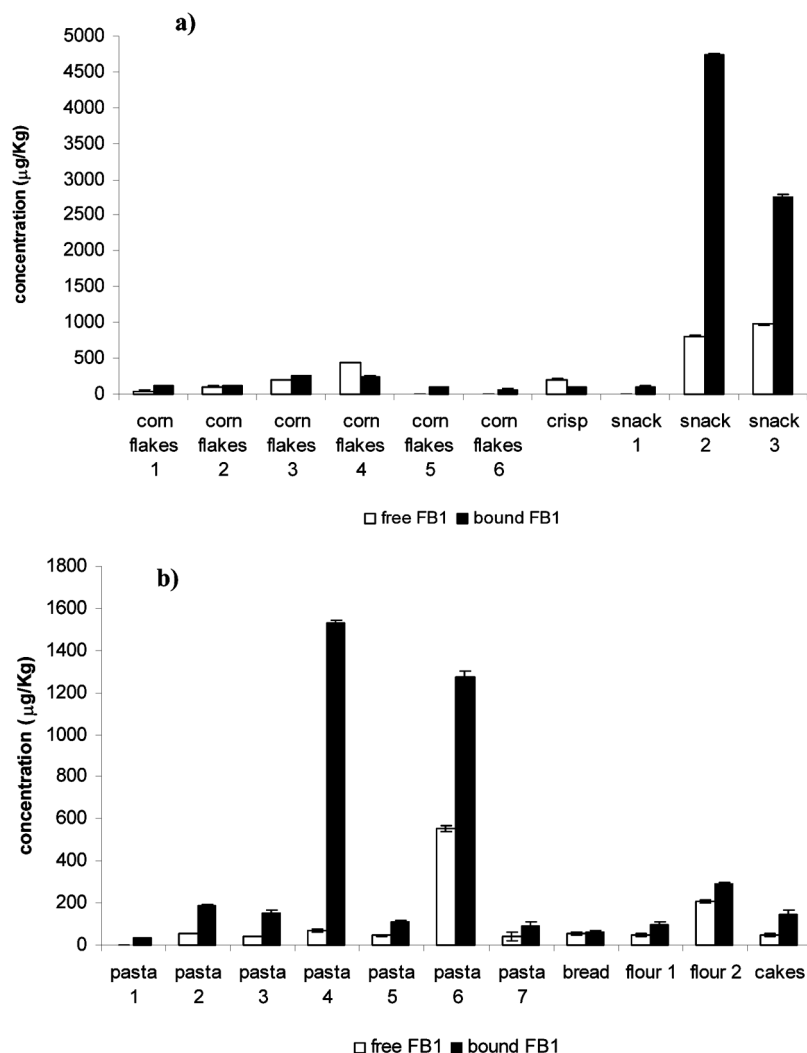 a)
5000
4500
4000
3500
3000
2500
2000
1500
1000
500
0
concentration (μg/Kg)
corn flakes 1
corn flakes 2
corn flakes 3
corn flakes 4
corn flakes 5
corn flakes 6
crisp
snack 1
snack 2
snack 3
free FB1 bound FB1
b)
1800
1600
1400
1200
1000
800
600
400
200
0
concentration (μg/Kg)
pasta 1
pasta 2
pasta 3
pasta 4
pasta 5
pasta 6
pasta 7
bread
flour 1
flour 2
cakes
free FB1 bound FB1